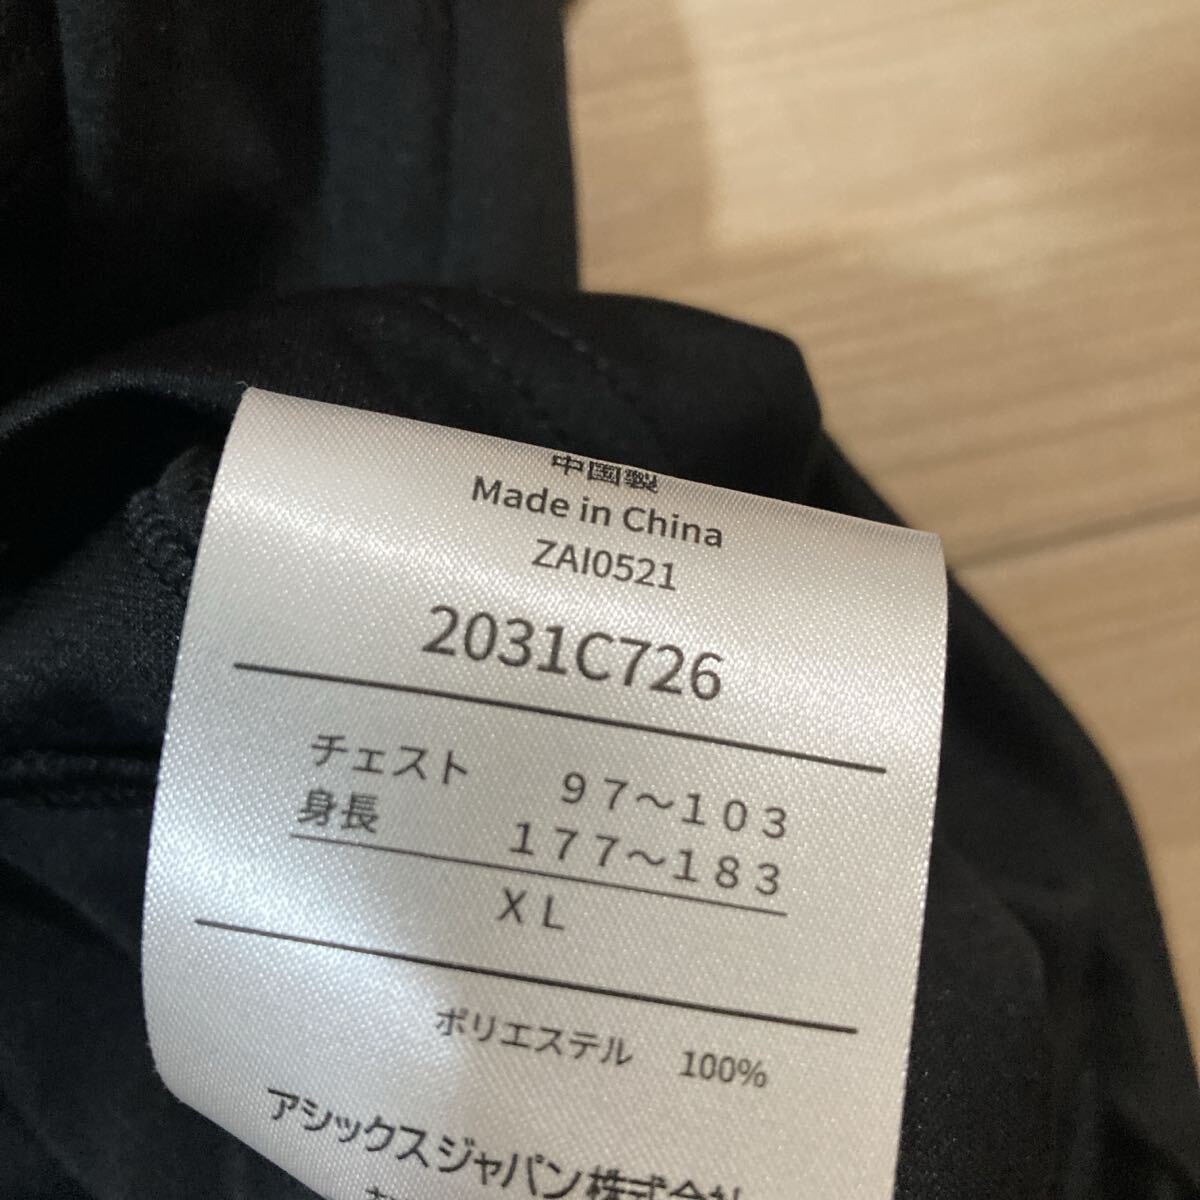 中国製
Made in China
ZAI0521
2031C726
チェスト 97～103
身長 177～183
XL
ポリエステル 100%
アシックスジャパン株式会社